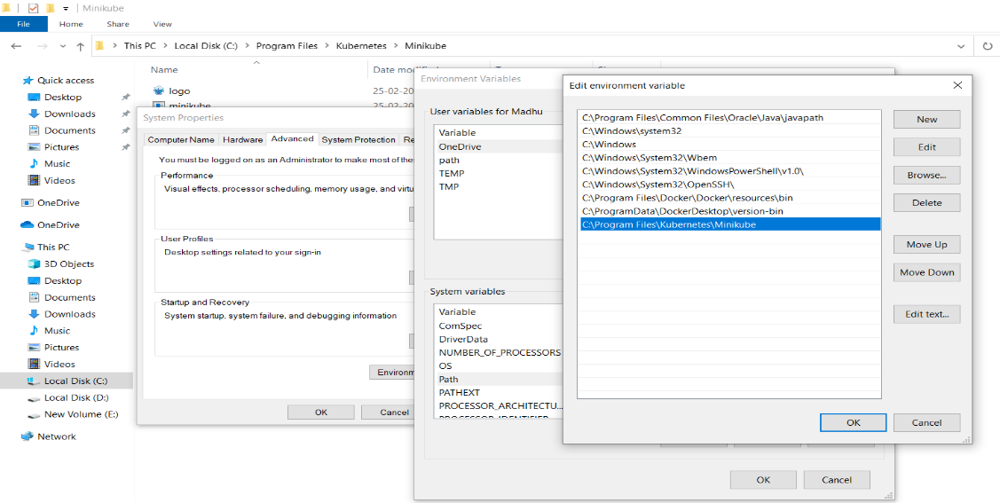 Minikube
File Home Share View
This PC Local Disk (C:) Program Files Kubernetes Minikube
Name Date
logo 25-02-20
minikube 25-02-20
Quick access
Desktop
Downloads
Documents
Pictures
Music
Videos
OneDrive
OneDrive
This PC
3D Objects
Desktop
Documents
Downloads
Music
Pictures
Videos
Local Disk (C:)
Local Disk (D:)
New Volume (E:)
Network
System Properties
Computer Name Hardware Advanced System Protection Re
You must be logged on as an Administrator to make most of these
Performance
Visual effects, processor scheduling, memory usage, and virtu
User Profiles
Desktop settings related to your sign-in
Startup and Recovery
System startup, system failure, and debugging information
Environm
OK Cancel
Environment Variables
User variables for Madhu
Variable
OneDrive
path
TEMP
TMP
System variables
Variable
ComSpec
DriverData
NUMBER_OF_PROCESSORS
OS
Path
PATHEXT
PROCESSOR_ARCHITECTU...
PROCESSOR_IDENTIFIER
OK Cancel
Edit environment variable
C:\Program Files\Common Files\Oracle\Java\javapath
C:\Windows\system32
C:\Windows
C:\Windows\System32\Wbem
C:\Windows\System32\WindowsPowerShell\v1.0\
C:\Windows\System32\OpenSSH\
C:\Program Files\Docker\Docker\resources\bin
C:\ProgramData\DockerDesktop\version-bin
C:\Program Files\Kubernetes\Minikube
New
Edit
Browse...
Delete
Move Up
Move Down
Edit text...
OK Cancel